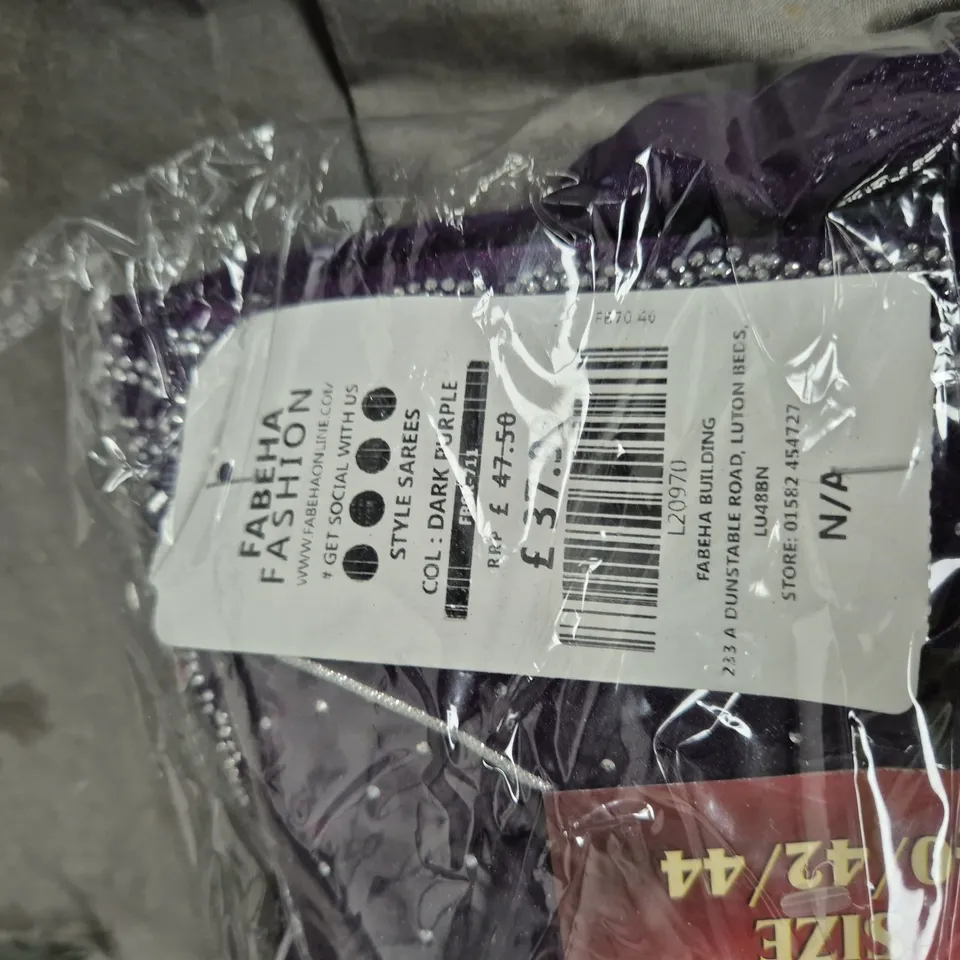 FABEHA
FASHION
WWW.FABEHAONLINE.COM
# GET SOCIAL WITH US
STYLE SAREES
COL : DARK PURPLE
RRP £ 47.50
£ 37.
L20970
FABEHA BUILDING
233 A DUNSTABLE ROAD, LUTON BEDS,
LU48BN
STORE: 01582 454727
N/A
SIZE
/42/44